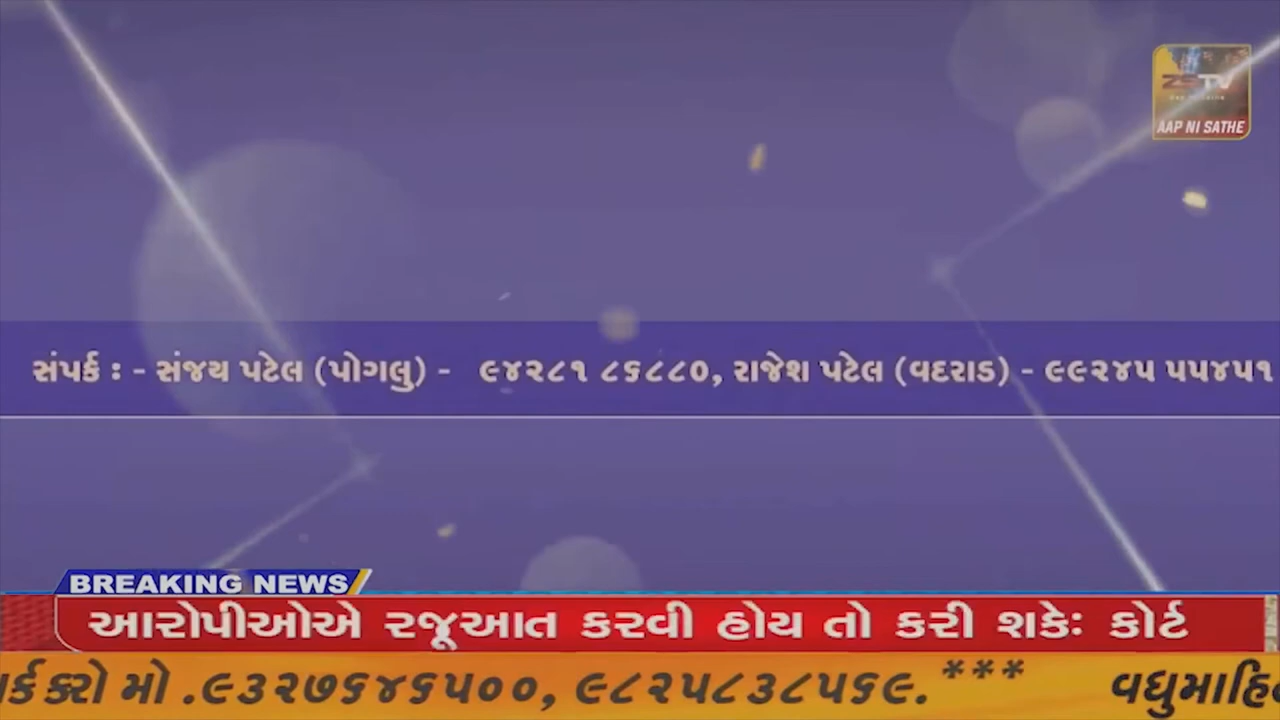 ZSTV
AAP NI SATHE
સંપર્ક : - સંજય પટેલ (પોગલુ) - ૯૪૨૮૧ ૮૬૮૮૦, રાજેશ પટેલ (વદરાડ) - ૯૯૨૪૫ ૫૫૪૫૧
BREAKING NEWS
આરોપીઓએ રજૂઆત કરવી હોય તો કરી શકેઃ કોર્ટ
ર્ક કરો મો .૯૩૨૭૬૪૬૫૦૦, ૯૮૨૫૮૩૮૫૬૯.*** વધુમાહિ